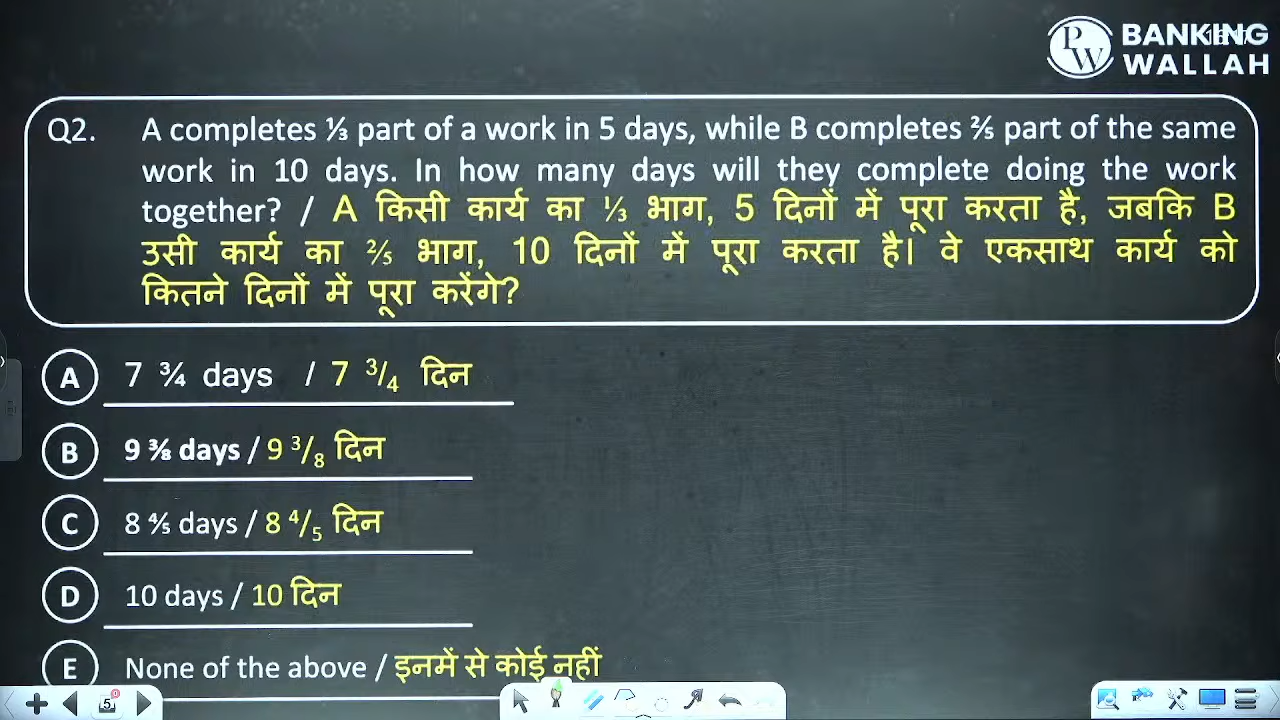 BANKING
WALLAH
Q2. A completes ⅓ part of a work in 5 days, while B completes ⅖ part of the same
work in 10 days. In how many days will they complete doing the work
together? / A किसी कार्य का ⅓ भाग, 5 दिनों में पूरा करता है, जबकि B
उसी कार्य का ⅖ भाग, 10 दिनों में पूरा करता है। वे एकसाथ कार्य को
कितने दिनों में पूरा करेंगे?
A 7 ¾ days / 7 3/4 दिन
B 9 ⅜ days / 9 3/8 दिन
C 8 ⅘ days / 8 4/5 दिन
D 10 days / 10 दिन
E None of the above / इनमें से कोई नहीं
5